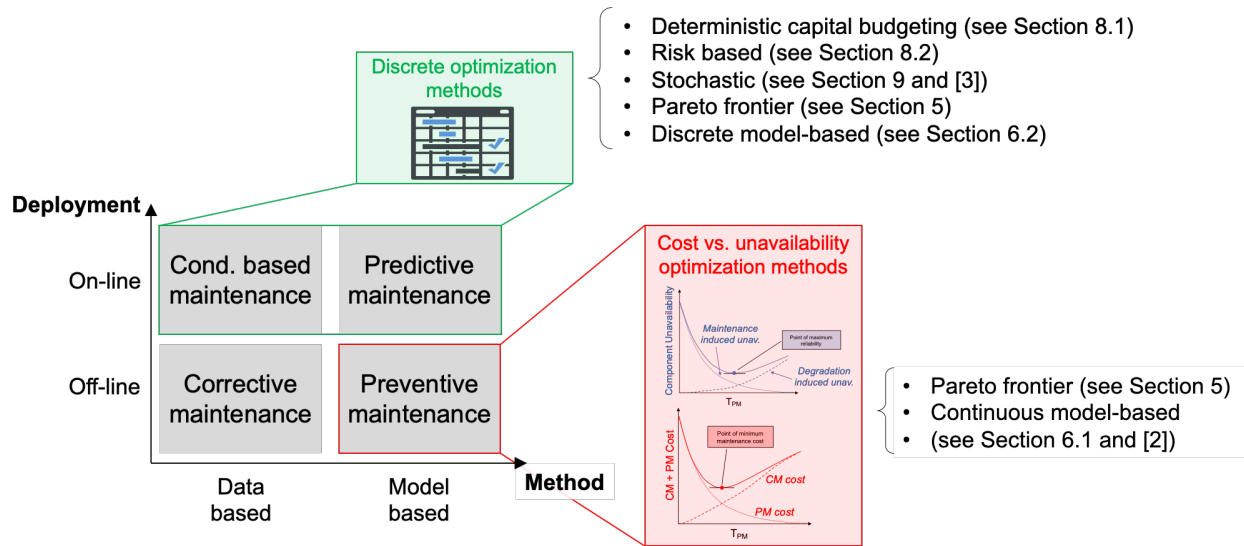 Discrete optimization
methods
• Deterministic capital budgeting (see Section 8.1)
• Risk based (see Section 8.2)
• Stochastic (see Section 9 and [3])
• Pareto frontier (see Section 5)
• Discrete model-based (see Section 6.2)
Deployment
On-line
Off-line
Cond. based
maintenance
Predictive
maintenance
Corrective
maintenance
Preventive
maintenance
Data
based
Model
based
Method
Cost vs. unavailability
optimization methods
Component Unavailability
Maintenance
induced unav.
Point of maximum
reliability
Degradation
induced unav.
TPM
CM + PM Cost
Point of minimum
maintenance cost
CM cost
PM cost
TPM
• Pareto frontier (see Section 5)
• Continuous model-based
• (see Section 6.1 and [2])